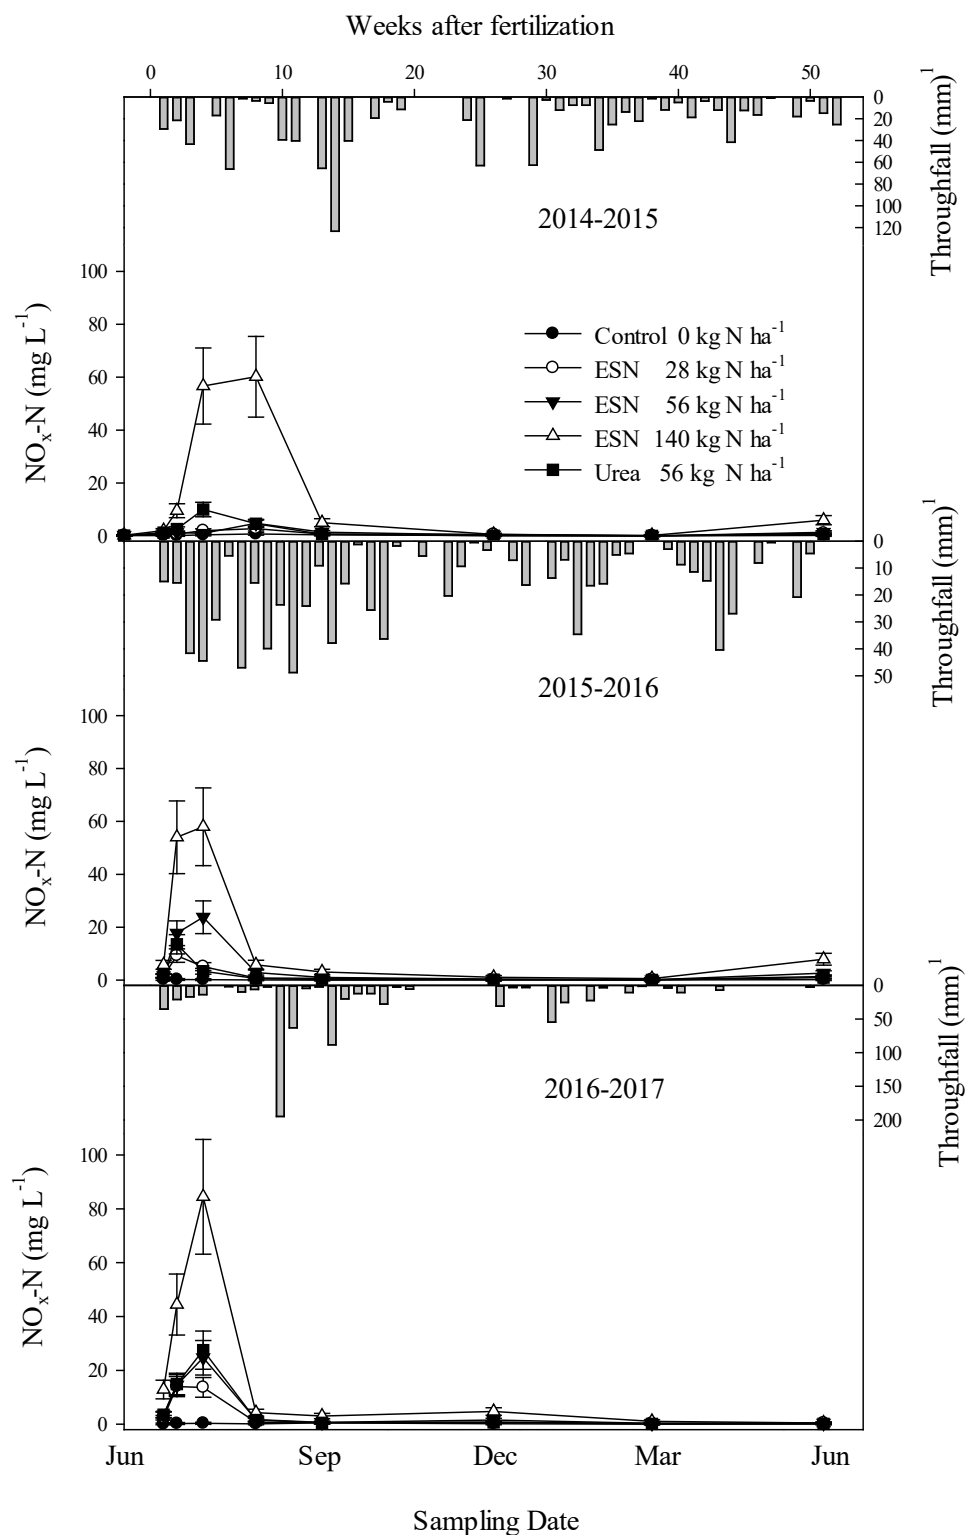 Weeks after fertilization
0 10 20 30 40 50
0
20
40
60
80
100
120
Throughfall (mm)¹
2014-2015
100
80
60
40
20
0
NOₓ-N (mg L⁻¹)
Control 0 kg N ha⁻¹
ESN 28 kg N ha⁻¹
ESN 56 kg N ha⁻¹
ESN 140 kg N ha⁻¹
Urea 56 kg N ha⁻¹
0
10
20
30
40
50
Throughfall (mm)¹
2015-2016
100
80
60
40
20
0
NOₓ-N (mg L⁻¹)
0
50
100
150
200
Throughfall (mm)¹
2016-2017
100
80
60
40
20
0
NOₓ-N (mg L⁻¹)
Jun Sep Dec Mar Jun
Sampling Date